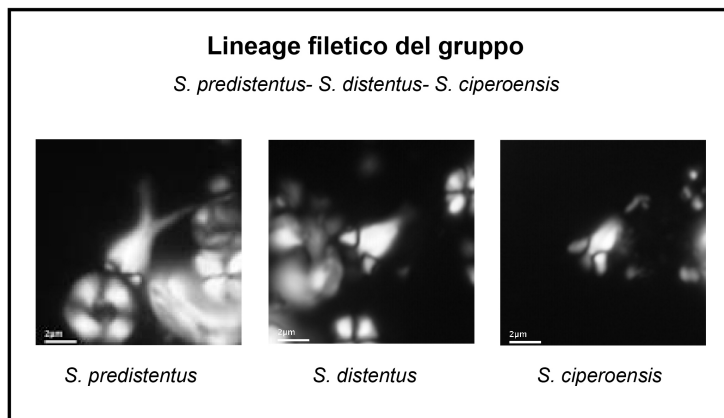 Lineage filetico del gruppo
S. predistentus- S. distentus- S. ciperoensis
2μm
2μm
2μm
S. predistentus
S. distentus
S. ciperoensis